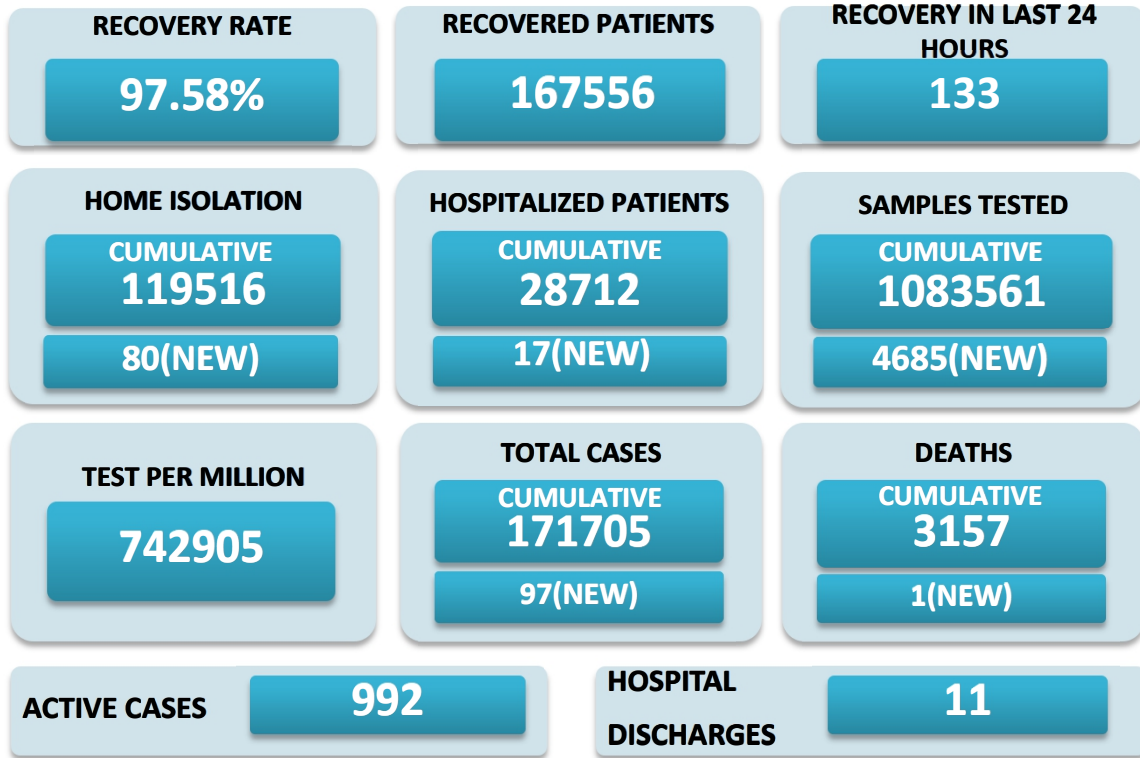 RECOVERY RATE
97.58%
RECOVERED PATIENTS
167556
RECOVERY IN LAST 24
HOURS
133
HOME ISOLATION
CUMULATIVE
119516
80(NEW)
HOSPITALIZED PATIENTS
CUMULATIVE
28712
17(NEW)
SAMPLES TESTED
CUMULATIVE
1083561
4685(NEW)
TEST PER MILLION
742905
TOTAL CASES
CUMULATIVE
171705
97(NEW)
DEATHS
CUMULATIVE
3157
1(NEW)
ACTIVE CASES
992
HOSPITAL
DISCHARGES
11